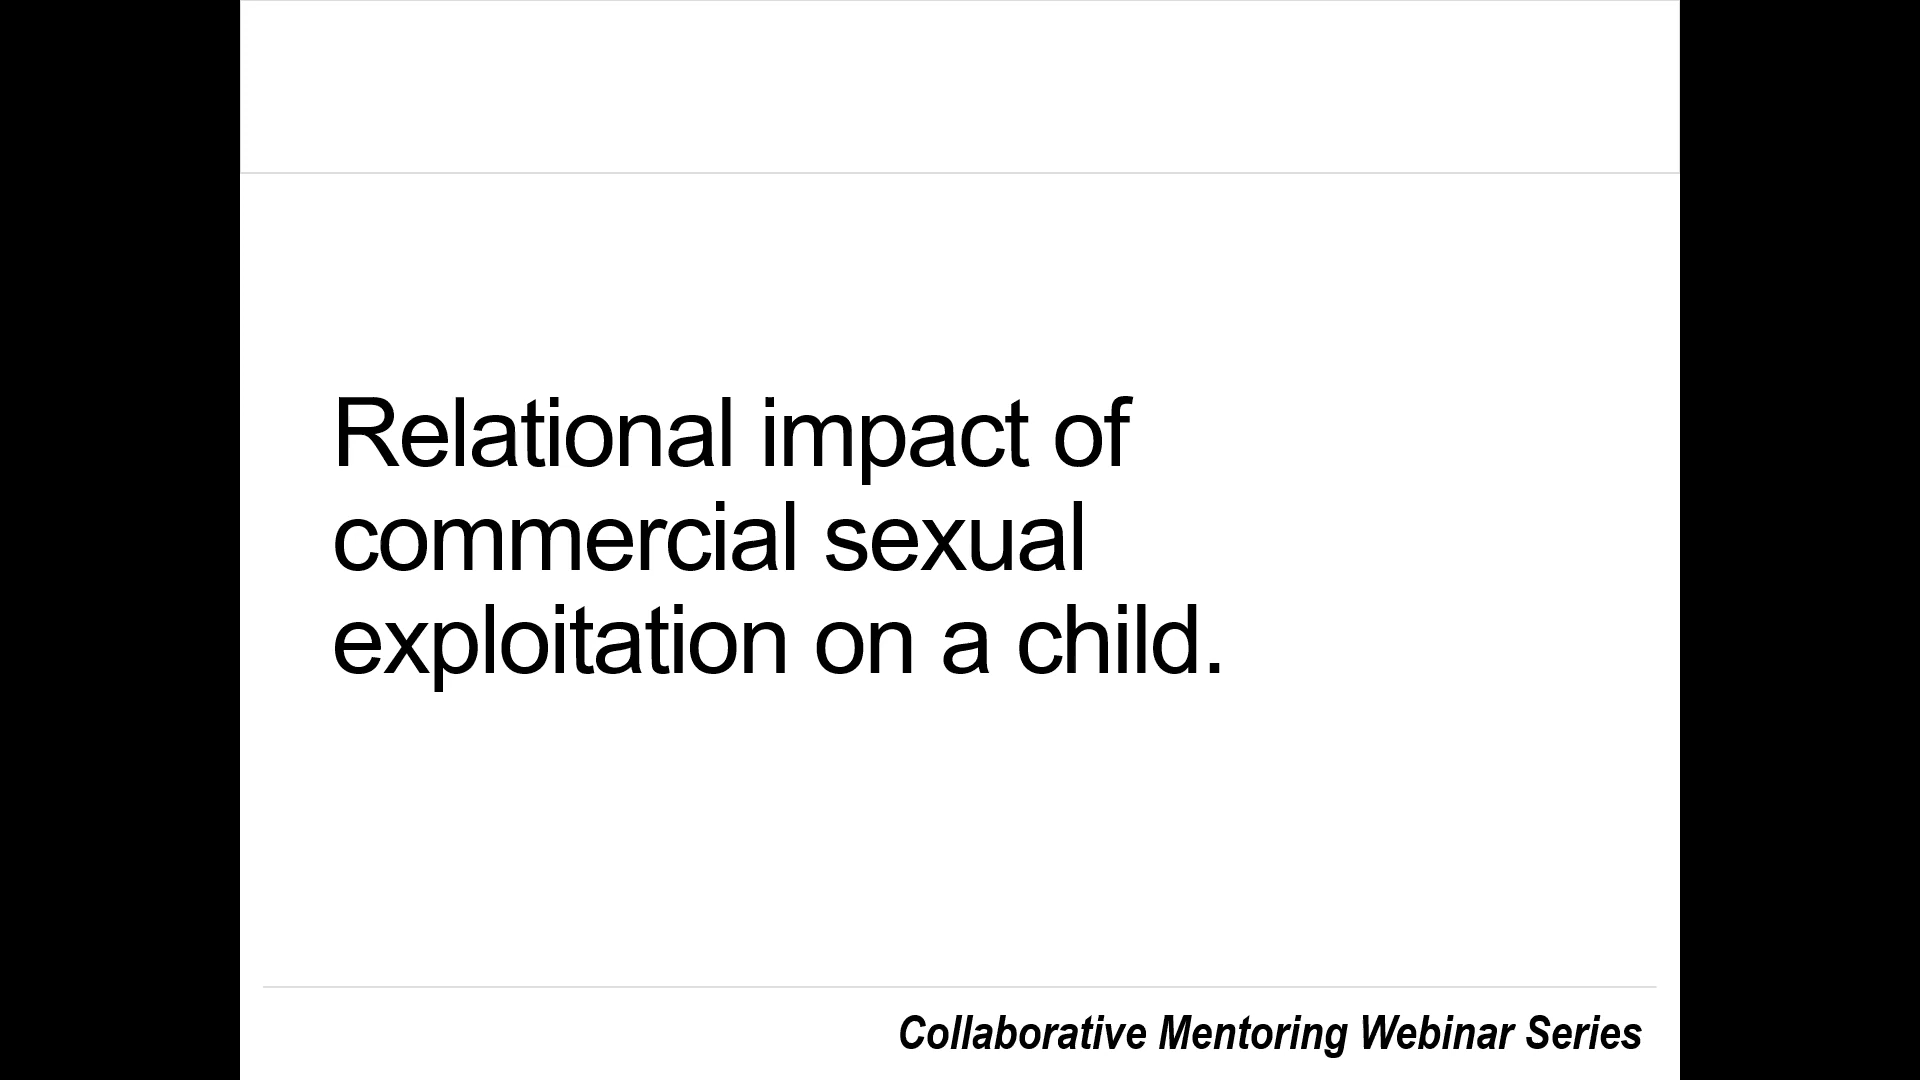 Relational impact of
commercial sexual
exploitation on a child.
Collaborative Mentoring Webinar Series